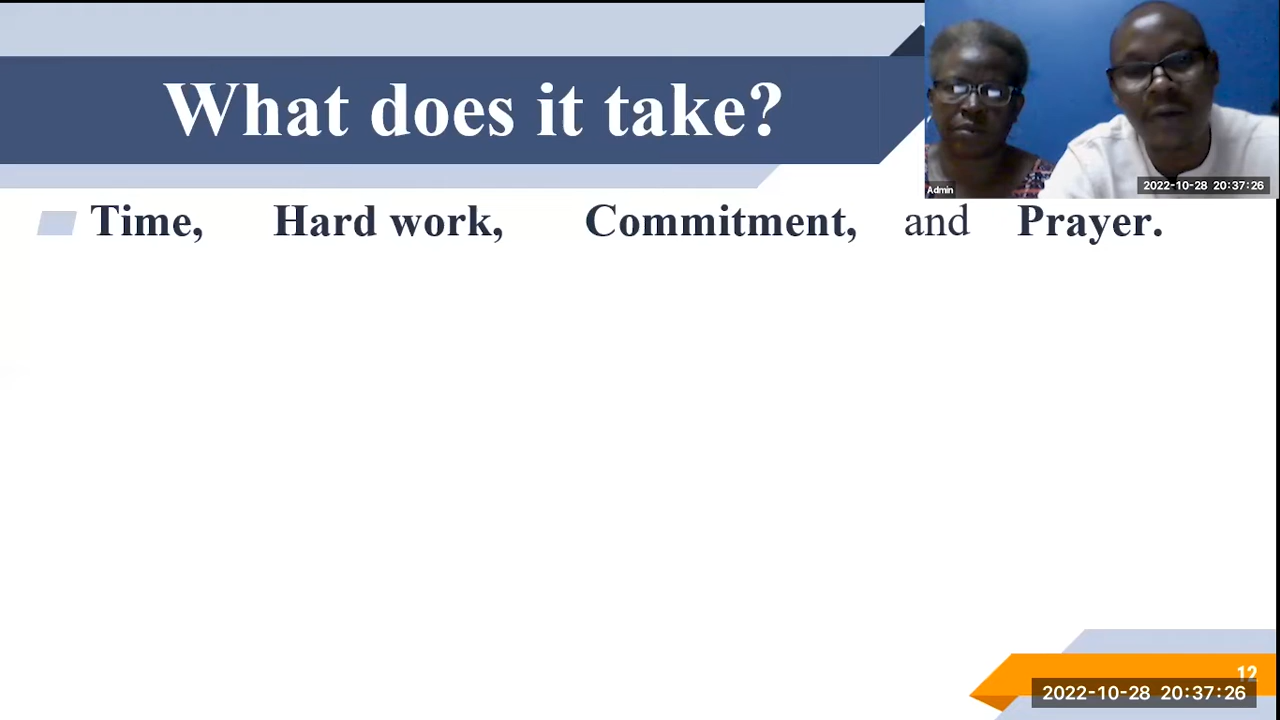 What does it take?
Admin
2022-10-28 20:37:26
Time, Hard work, Commitment, and Prayer.
12
2022-10-28 20:37:26